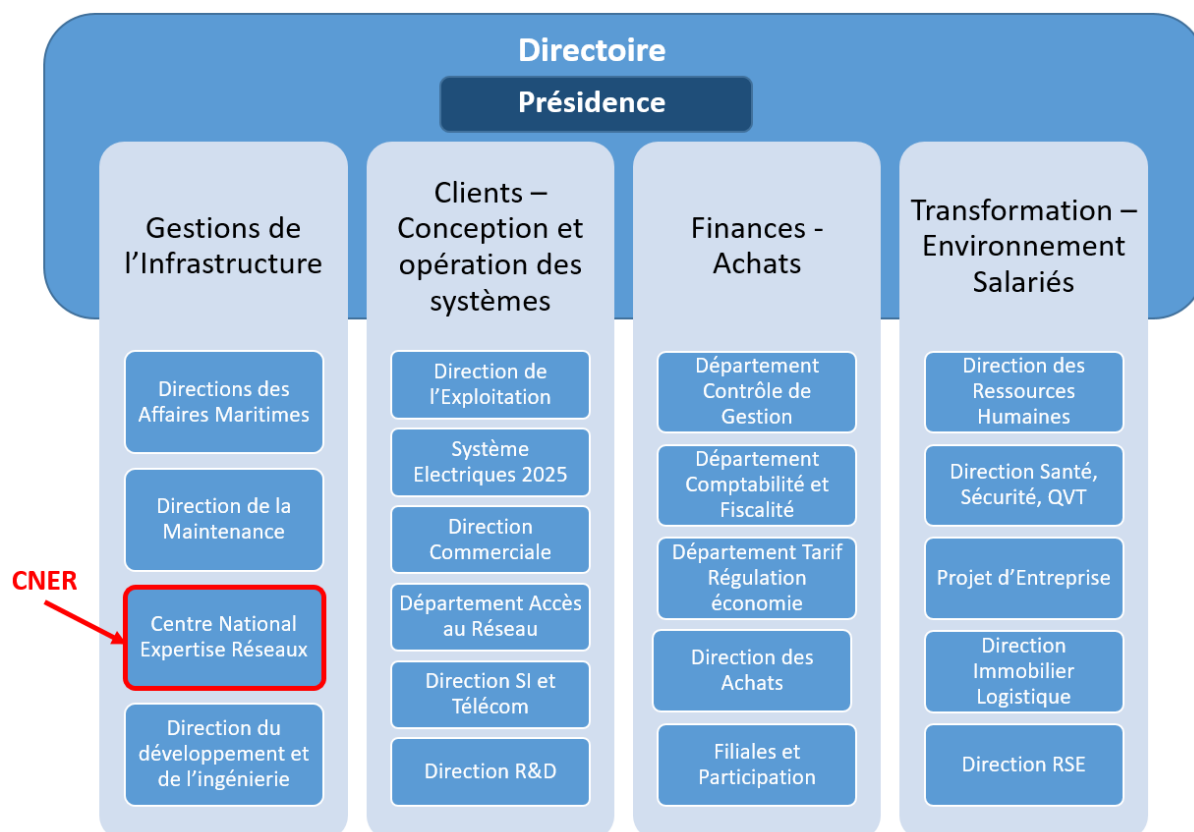 Directoire
Présidence
Gestions de
l’Infrastructure
Directions des
Affaires Maritimes
Direction de la
Maintenance
CNER
Centre National
Expertise Réseaux
Direction du
développement et
de l’ingénierie
Clients –
Conception et
opération des
systèmes
Direction de
l’Exploitation
Système
Electriques 2025
Direction
Commerciale
Département Accès
au Réseau
Direction SI et
Télécom
Direction R&D
Finances -
Achats
Département
Contrôle de
Gestion
Département
Comptabilité et
Fiscalité
Département Tarif
Régulation
économie
Direction des
Achats
Filiales et
Participation
Transformation –
Environnement
Salariés
Direction des
Ressources
Humaines
Direction Santé,
Sécurité, QVT
Projet d’Entreprise
Direction
Immobilier
Logistique
Direction RSE